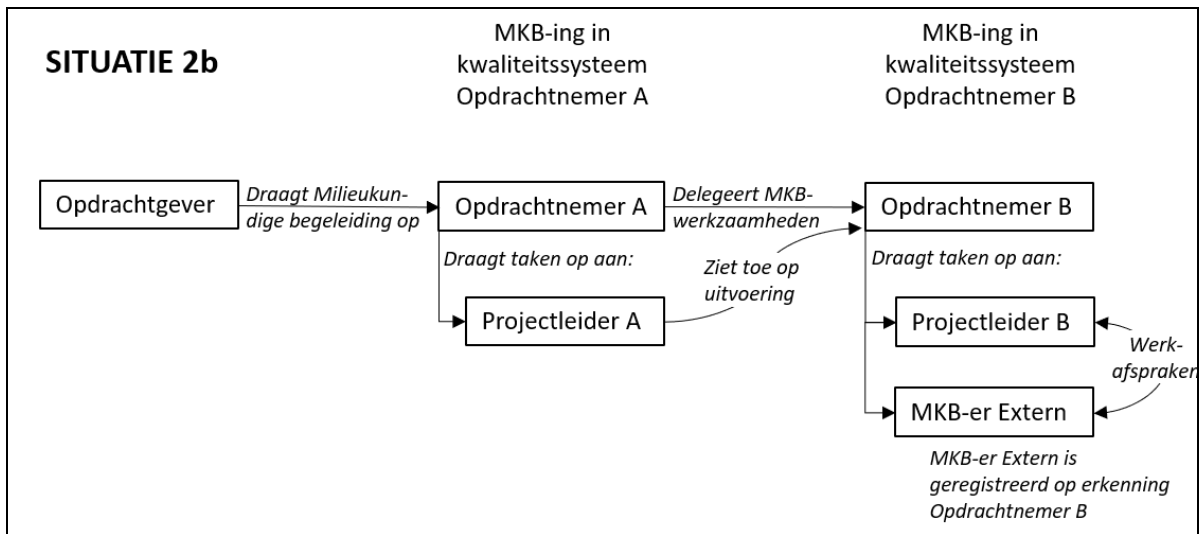 SITUATIE 2b
MKB-ing in
kwaliteitssysteem
Opdrachtnemer A
MKB-ing in
kwaliteitssysteem
Opdrachtnemer B
Opdrachtgever
Draagt Milieukun-
dige begeleiding op
Opdrachtnemer A
Delegeert MKB-
werkzaamheden
Opdrachtnemer B
Draagt taken op aan:
Ziet toe op
uitvoering
Draagt taken op aan:
Projectleider A
Projectleider B
Werk-
afspraken
MKB-er Extern
MKB-er Extern is
geregistreerd op erkenning
Opdrachtnemer B